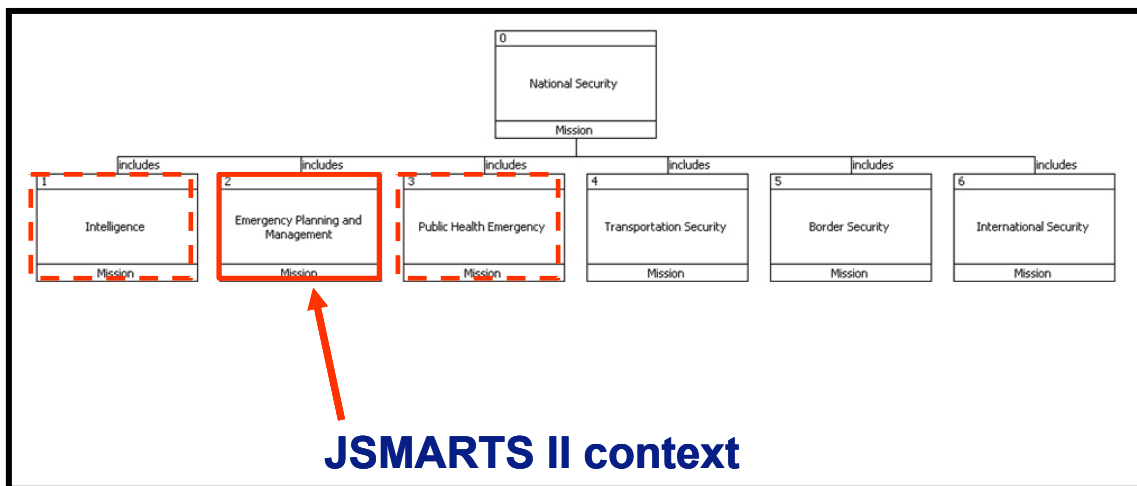 0
National Security
Mission
includes includes includes includes includes includes
1 2 3 4 5 6
Intelligence
Emergency Planning and
Management
Public Health Emergency
Transportation Security
Border Security
International Security
Mission Mission Mission Mission Mission Mission
JSMARTS II context